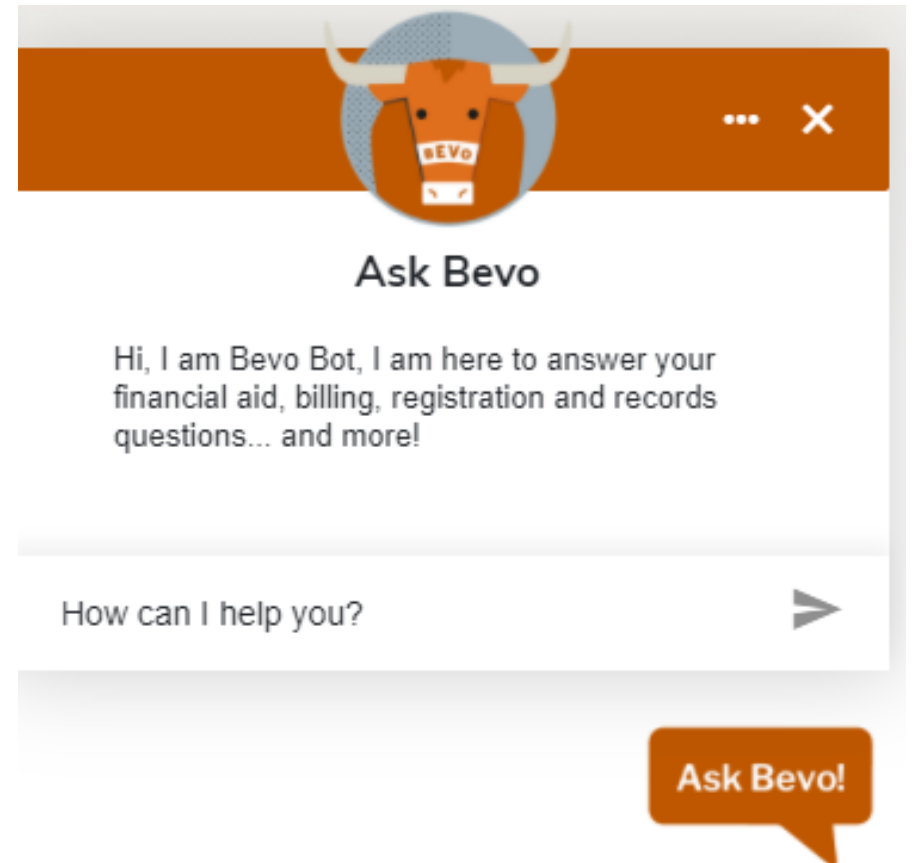 BEVO
Ask Bevo
Hi, I am Bevo Bot, I am here to answer your
financial aid, billing, registration and records
questions... and more!
How can I help you?
Ask Bevo!